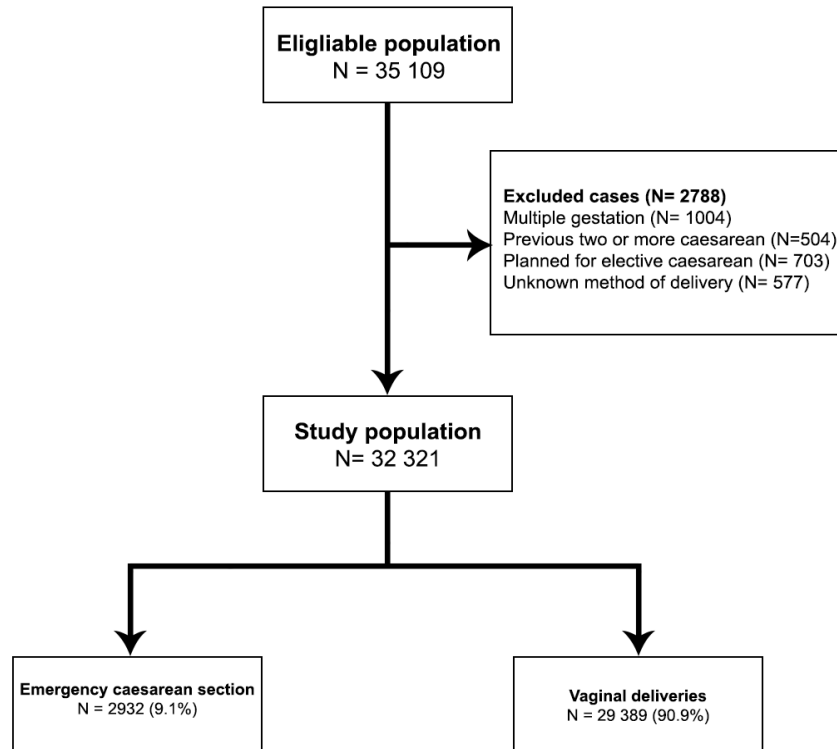 Eligliable population
N = 35 109
Excluded cases (N= 2788)
Multiple gestation (N= 1004)
Previous two or more caesarean (N=504)
Planned for elective caesarean (N= 703)
Unknown method of delivery (N= 577)
Study population
N= 32 321
Emergency caesarean section
N = 2932 (9.1%)
Vaginal deliveries
N = 29 389 (90.9%)